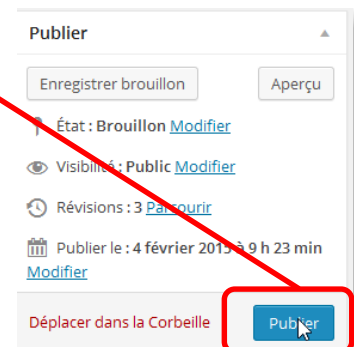 Publier
Enregistrer brouillon Aperçu
État : Brouillon Modifier
Visibilité : Public Modifier
Révisions : 3 Parcourir
Publier le : 4 février 2015 à 9 h 23 min
Modifier
Déplacer dans la Corbeille Publier